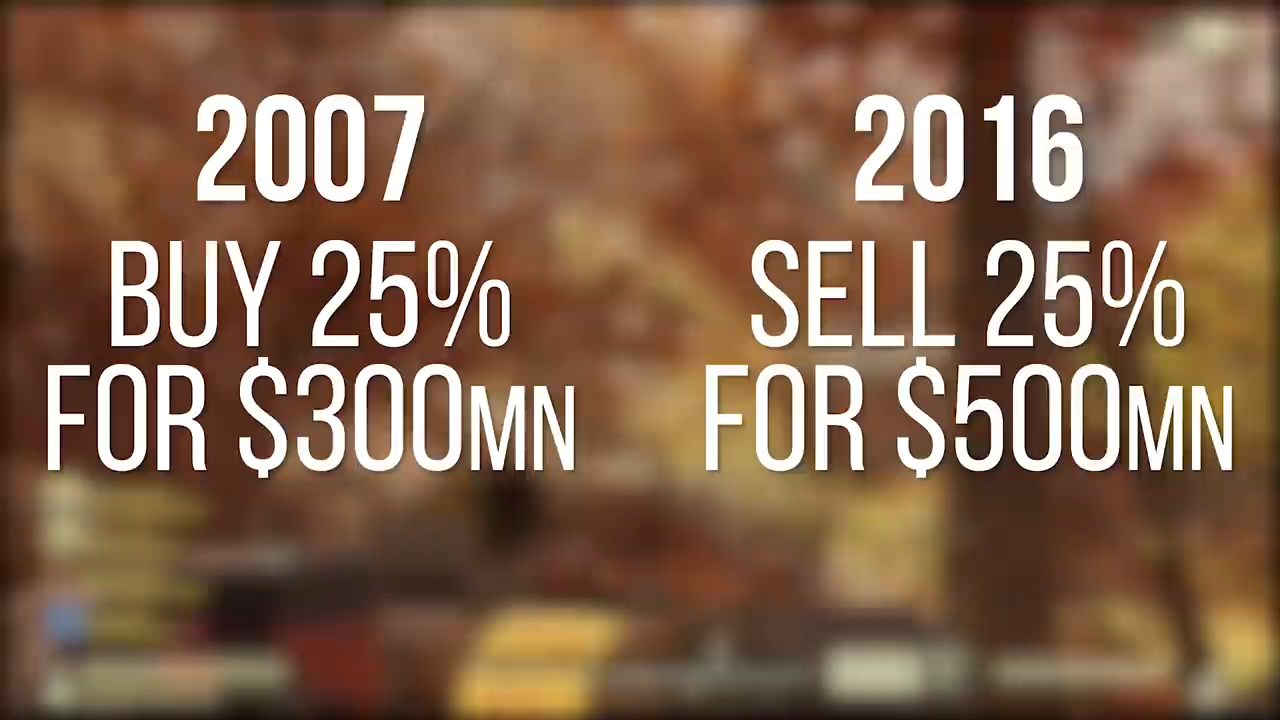 2007
BUY 25%
FOR $300MN
2016
SELL 25%
FOR $500MN